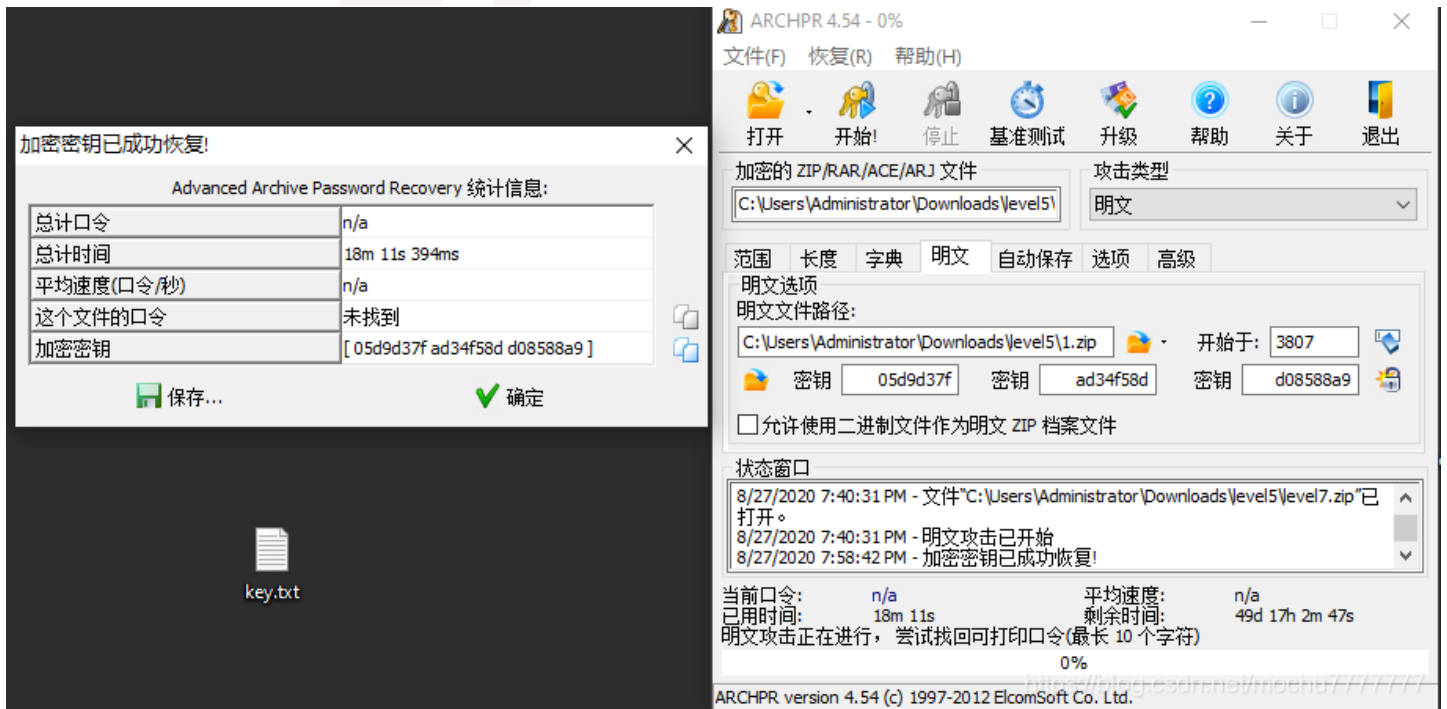 加密密钥已成功恢复!
Advanced Archive Password Recovery 统计信息:
总计口令 n/a
总计时间 18m 11s 394ms
平均速度(口令/秒) n/a
这个文件的口令 未找到
加密密钥 [ 05d9d37f ad34f58d d08588a9 ]
保存... 确定
key.txt
ARCHPR 4.54 - 0%
文件(F) 恢复(R) 帮助(H)
打开 开始! 停止 基准测试 升级 帮助 关于 退出
加密的 ZIP/RAR/ACE/ARJ 文件 攻击类型
C:\Users\Administrator\Downloads\level5\ 明文
范围 长度 字典 明文 自动保存 选项 高级
明文选项
明文文件路径:
C:\Users\Administrator\Downloads\level5\1.zip 开始于: 3807
密钥 05d9d37f 密钥 ad34f58d 密钥 d08588a9
允许使用二进制文件作为明文 ZIP 档案文件
状态窗口
8/27/2020 7:40:31 PM - 文件"C:\Users\Administrator\Downloads\level5\level7.zip"已
打开。
8/27/2020 7:40:31 PM - 明文攻击已开始
8/27/2020 7:58:42 PM - 加密密钥已成功恢复!
当前口令: n/a 平均速度: n/a
已用时间: 18m 11s 剩余时间: 49d 17h 2m 47s
明文攻击正在进行，尝试找回可打印口令(最长 10 个字符)
0%
https://blog.csdn.net/mochu7777777
ARCHPR version 4.54 (c) 1997-2012 ElcomSoft Co. Ltd.